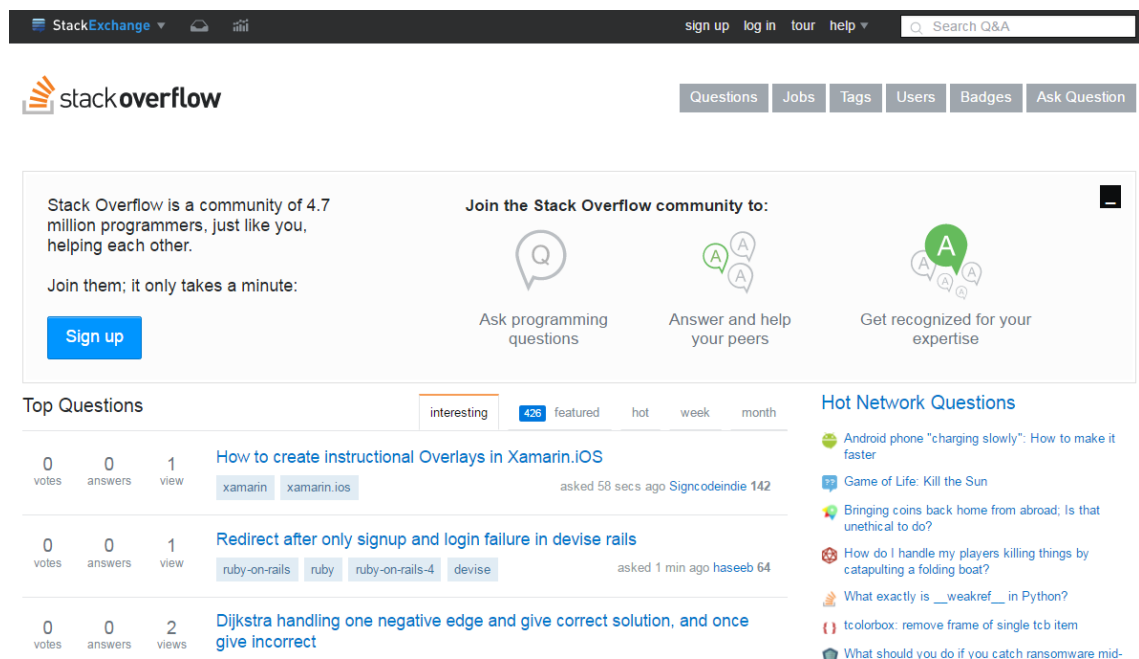 StackExchange
sign up log in tour help
Search Q&A
stack overflow
Questions Jobs Tags Users Badges Ask Question
Stack Overflow is a community of 4.7
million programmers, just like you,
helping each other.
Join them; it only takes a minute:
Sign up
Join the Stack Overflow community to:
Q
A A A
A A A A A
Ask programming
questions
Answer and help
your peers
Get recognized for your
expertise
Top Questions
interesting 426 featured hot week month
0 votes 0 answers 1 view
How to create instructional Overlays in Xamarin.iOS
xamarin xamarin.ios
asked 58 secs ago Signcodeindie 142
0 votes 0 answers 1 view
Redirect after only signup and login failure in devise rails
ruby-on-rails ruby ruby-on-rails-4 devise
asked 1 min ago haseeb 64
0 votes 0 answers 2 views
Dijkstra handling one negative edge and give correct solution, and once
give incorrect
Hot Network Questions
Android phone "charging slowly": How to make it
faster
??
Game of Life: Kill the Sun
Bringing coins back home from abroad; Is that
unethical to do?
How do I handle my players killing things by
catapulting a folding boat?
What exactly is __weakref__ in Python?
{ }
tcolorbox: remove frame of single tcb item
What should you do if you catch ransomware mid-